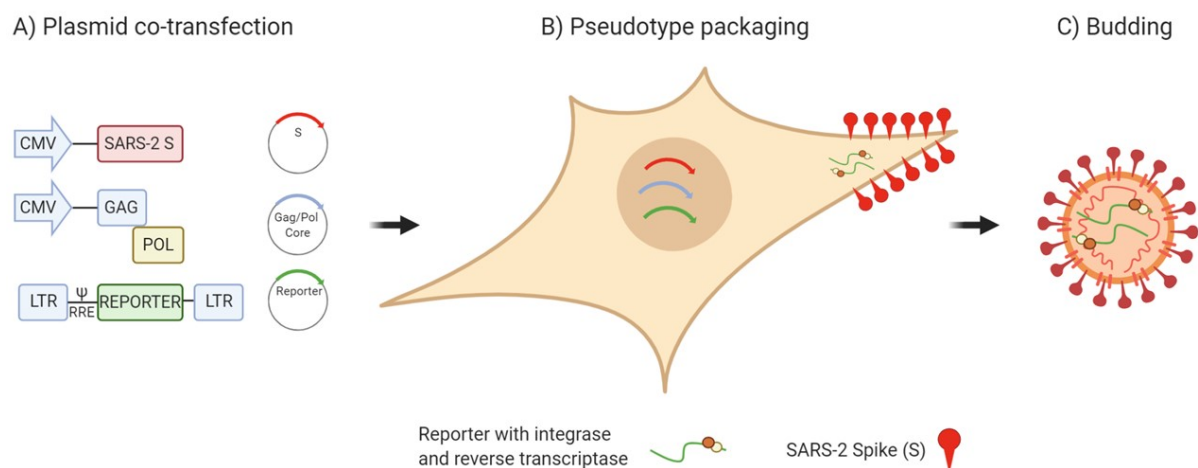 A) Plasmid co-transfection
B) Pseudotype packaging
C) Budding
CMV
SARS-2 S
S
CMV
GAG
POL
Gag/Pol
Core
LTR
Ψ
RRE
REPORTER
LTR
Reporter
Reporter with integrase
and reverse transcriptase
SARS-2 Spike (S)